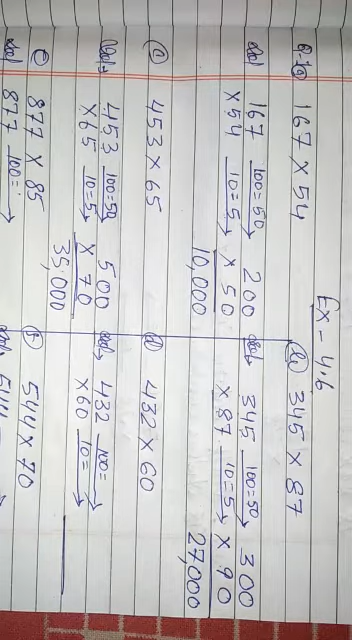 Ex - 4.6
Q-1 a 167 × 54
Sol 167 100=50→ 200
× 54 10=5→ × 50
10,000
b 345 × 87
Sol 345 100=50→ 300
× 87 10=5→ × 90
27,000
c 453 × 65
Sol 453 100=50→ 500
× 65 10=5→ × 70
35,000
d 432 × 60
Sol 432 100=→
× 60 10=→
e 877 × 85
Sol 877 100=→
f 544 × 70
Sol 544